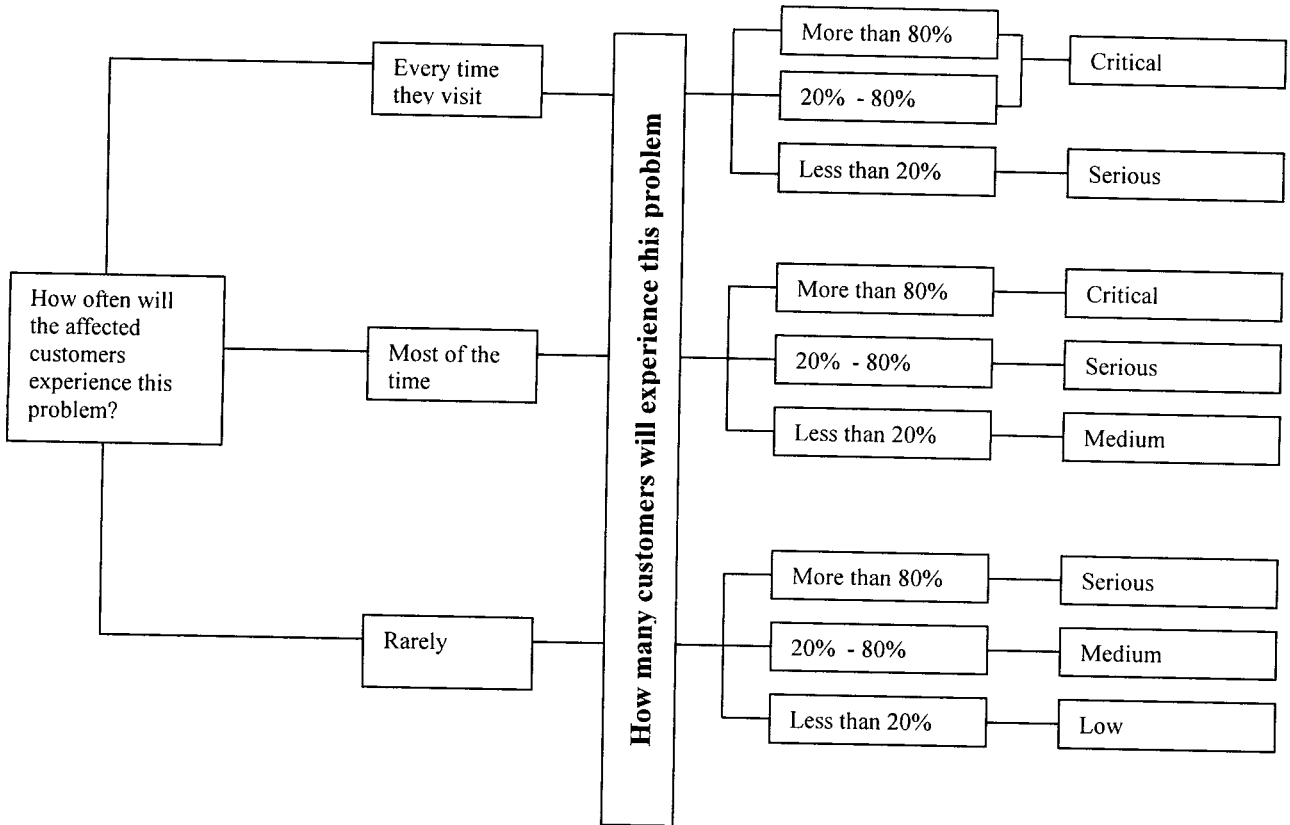 How often will
the affected
customers
experience this
problem?
Every time
they visit
Most of the
time
Rarely
How many customers will experience this problem
More than 80%
20% - 80%
Critical
Less than 20%
Serious
More than 80%
Critical
20% - 80%
Serious
Less than 20%
Medium
More than 80%
Serious
20% - 80%
Medium
Less than 20%
Low